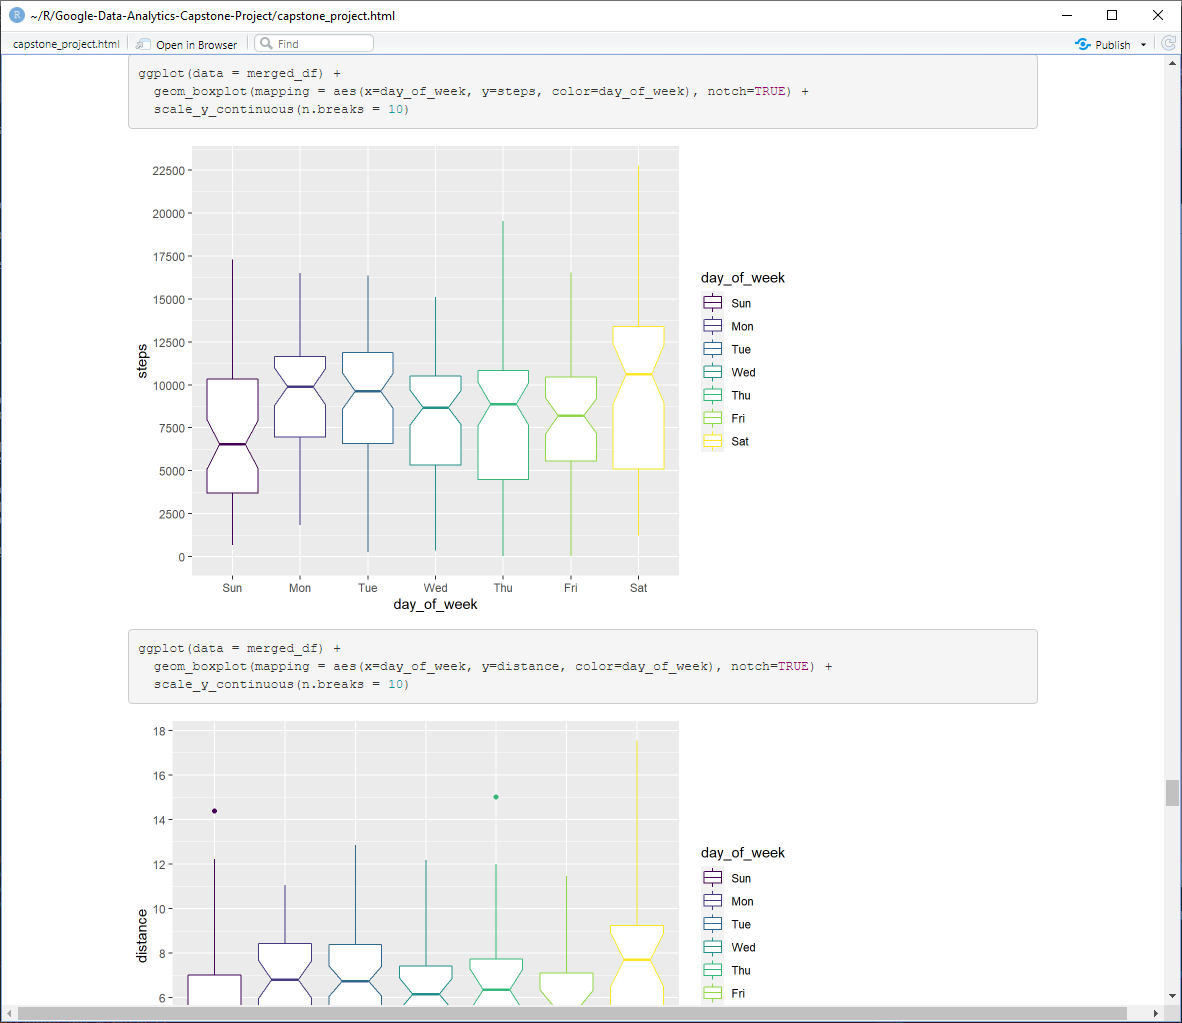 ~/R/Google-Data-Analytics-Capstone-Project/capstone_project.html
capstone_project.html Open in Browser Find Publish
ggplot(data = merged_df) +
geom_boxplot(mapping = aes(x=day_of_week, y=steps, color=day_of_week), notch=TRUE) +
scale_y_continuous(n.breaks = 10)
22500
20000
17500
15000
12500
10000
7500
5000
2500
0
steps
Sun Mon Tue Wed Thu Fri Sat
day_of_week
day_of_week
Sun
Mon
Tue
Wed
Thu
Fri
Sat
ggplot(data = merged_df) +
geom_boxplot(mapping = aes(x=day_of_week, y=distance, color=day_of_week), notch=TRUE) +
scale_y_continuous(n.breaks = 10)
18
16
14
12
10
8
6
distance
day_of_week
Sun
Mon
Tue
Wed
Thu
Fri